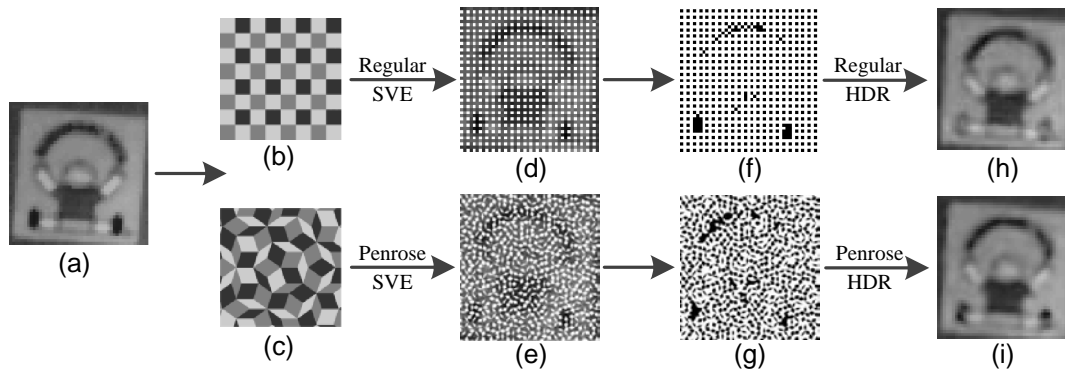 (a)
(b)
Regular
SVE
(d)
(f)
Regular
HDR
(h)
(c)
Penrose
SVE
(e)
(g)
Penrose
HDR
(i)